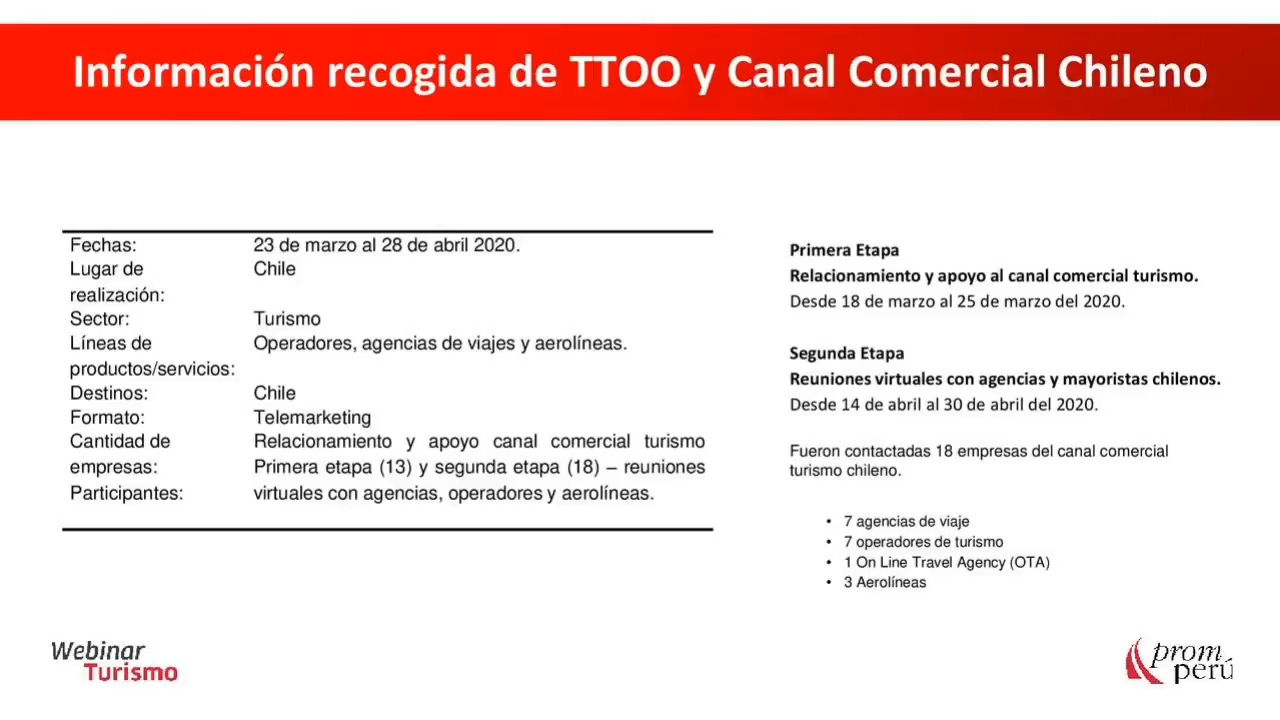 Información recogida de TTOO y Canal Comercial Chileno
Fechas: 23 de marzo al 28 de abril 2020.
Lugar de Chile
realización:
Sector: Turismo
Líneas de Operadores, agencias de viajes y aerolíneas.
productos/servicios:
Destinos: Chile
Formato: Telemarketing
Cantidad de Relacionamiento y apoyo canal comercial turismo
empresas: Primera etapa (13) y segunda etapa (18) – reuniones
Participantes: virtuales con agencias, operadores y aerolíneas.
Primera Etapa
Relacionamiento y apoyo al canal comercial turismo.
Desde 18 de marzo al 25 de marzo del 2020.
Segunda Etapa
Reuniones virtuales con agencias y mayoristas chilenos.
Desde 14 de abril al 30 de abril del 2020.
Fueron contactadas 18 empresas del canal comercial
turismo chileno.
• 7 agencias de viaje
• 7 operadores de turismo
• 1 On Line Travel Agency (OTA)
• 3 Aerolíneas
Webinar
Turismo
prom
perú